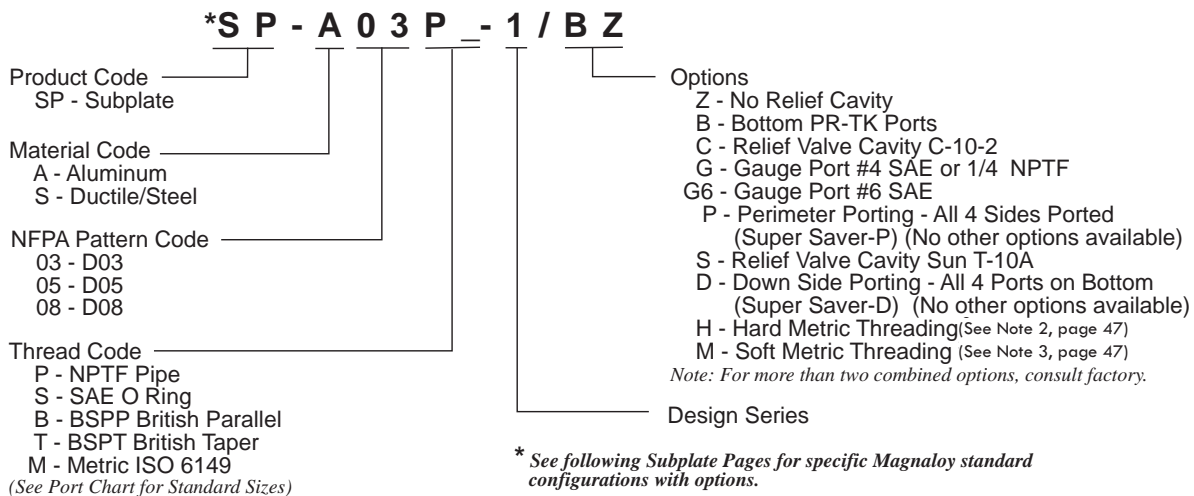 *SP-A03P_-1/BZ
Product Code
SP - Subplate
Material Code
A - Aluminum
S - Ductile/Steel
NFPA Pattern Code
03 - D03
05 - D05
08 - D08
Thread Code
P - NPTF Pipe
S - SAE O Ring
B - BSPP British Parallel
T - BSPT British Taper
M - Metric ISO 6149
(See Port Chart for Standard Sizes)
Options
Z - No Relief Cavity
B - Bottom PR-TK Ports
C - Relief Valve Cavity C-10-2
G - Gauge Port #4 SAE or 1/4 NPTF
G6 - Gauge Port #6 SAE
P - Perimeter Porting - All 4 Sides Ported
(Super Saver-P) (No other options available)
S - Relief Valve Cavity Sun T-10A
D - Down Side Porting - All 4 Ports on Bottom
(Super Saver-D) (No other options available)
H - Hard Metric Threading(See Note 2, page 47)
M - Soft Metric Threading (See Note 3, page 47)
Note: For more than two combined options, consult factory.
Design Series
* See following Subplate Pages for specific Magnaloy standard
configurations with options.